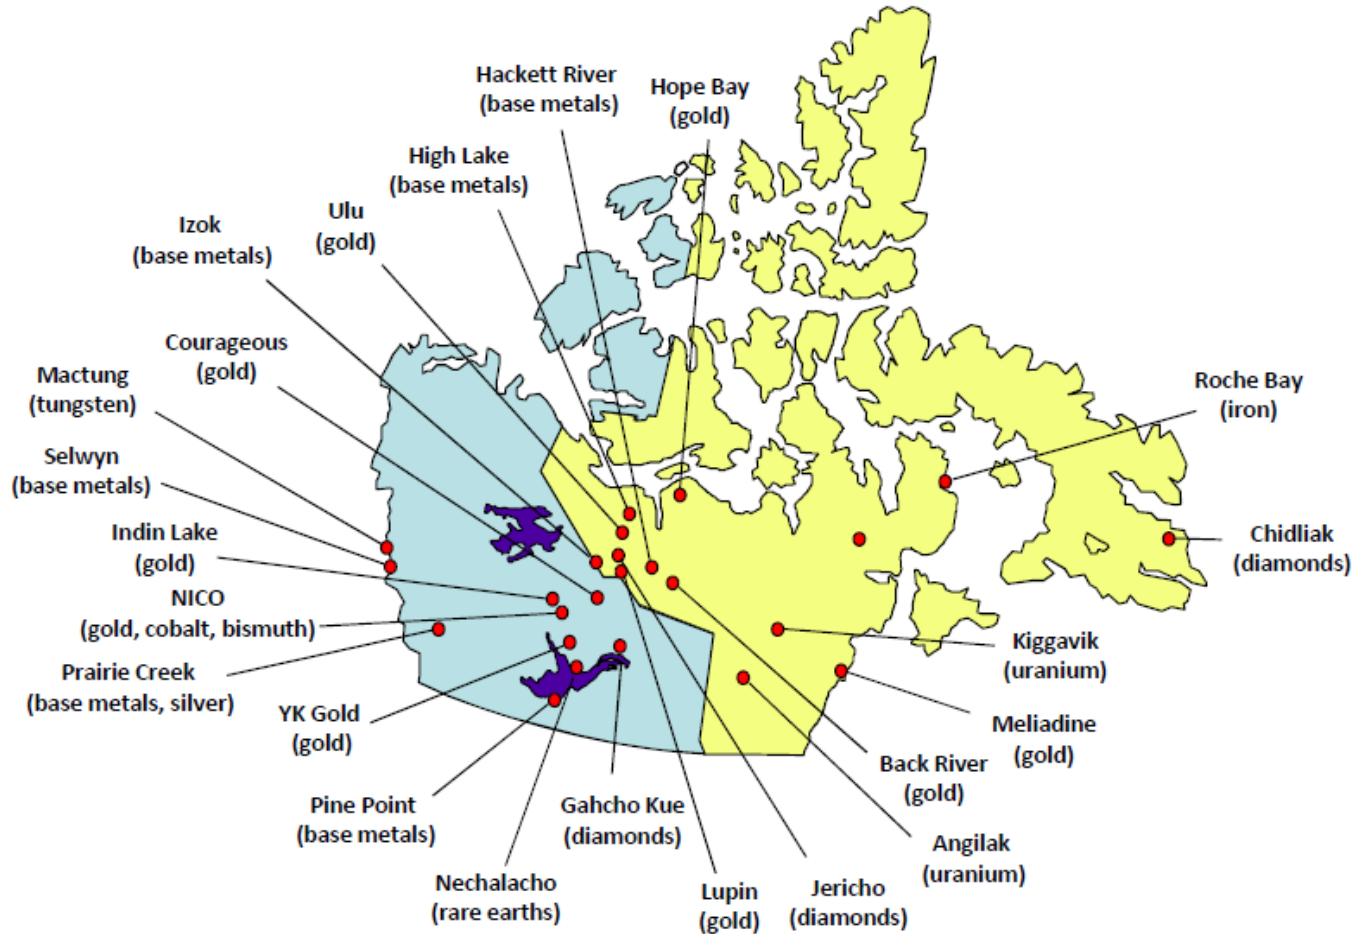 Hackett River
(base metals)
Hope Bay
(gold)
High Lake
(base metals)
Ulu
(gold)
Izok
(base metals)
Courageous
(gold)
Mactung
(tungsten)
Roche Bay
(iron)
Selwyn
(base metals)
Indin Lake
(gold)
Chidliak
(diamonds)
NICO
(gold, cobalt, bismuth)
Kiggavik
(uranium)
Prairie Creek
(base metals, silver)
YK Gold
(gold)
Meliadine
(gold)
Back River
(gold)
Pine Point
(base metals)
Gahcho Kue
(diamonds)
Angilak
(uranium)
Nechalacho
(rare earths)
Lupin
(gold)
Jericho
(diamonds)